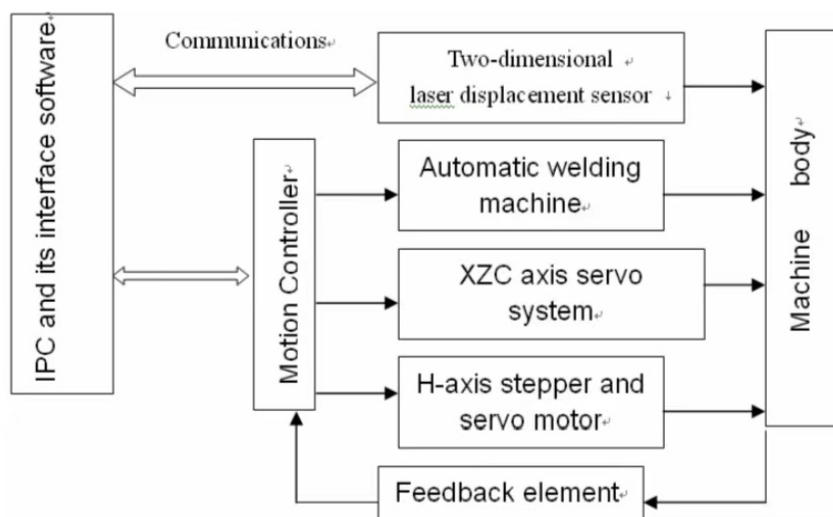 IPC and its interface software
Communications
Two-dimensional
laser displacement sensor
Motion Controller
Automatic welding
machine
XZC axis servo
system
H-axis stepper and
servo motor
Feedback element
Machine body